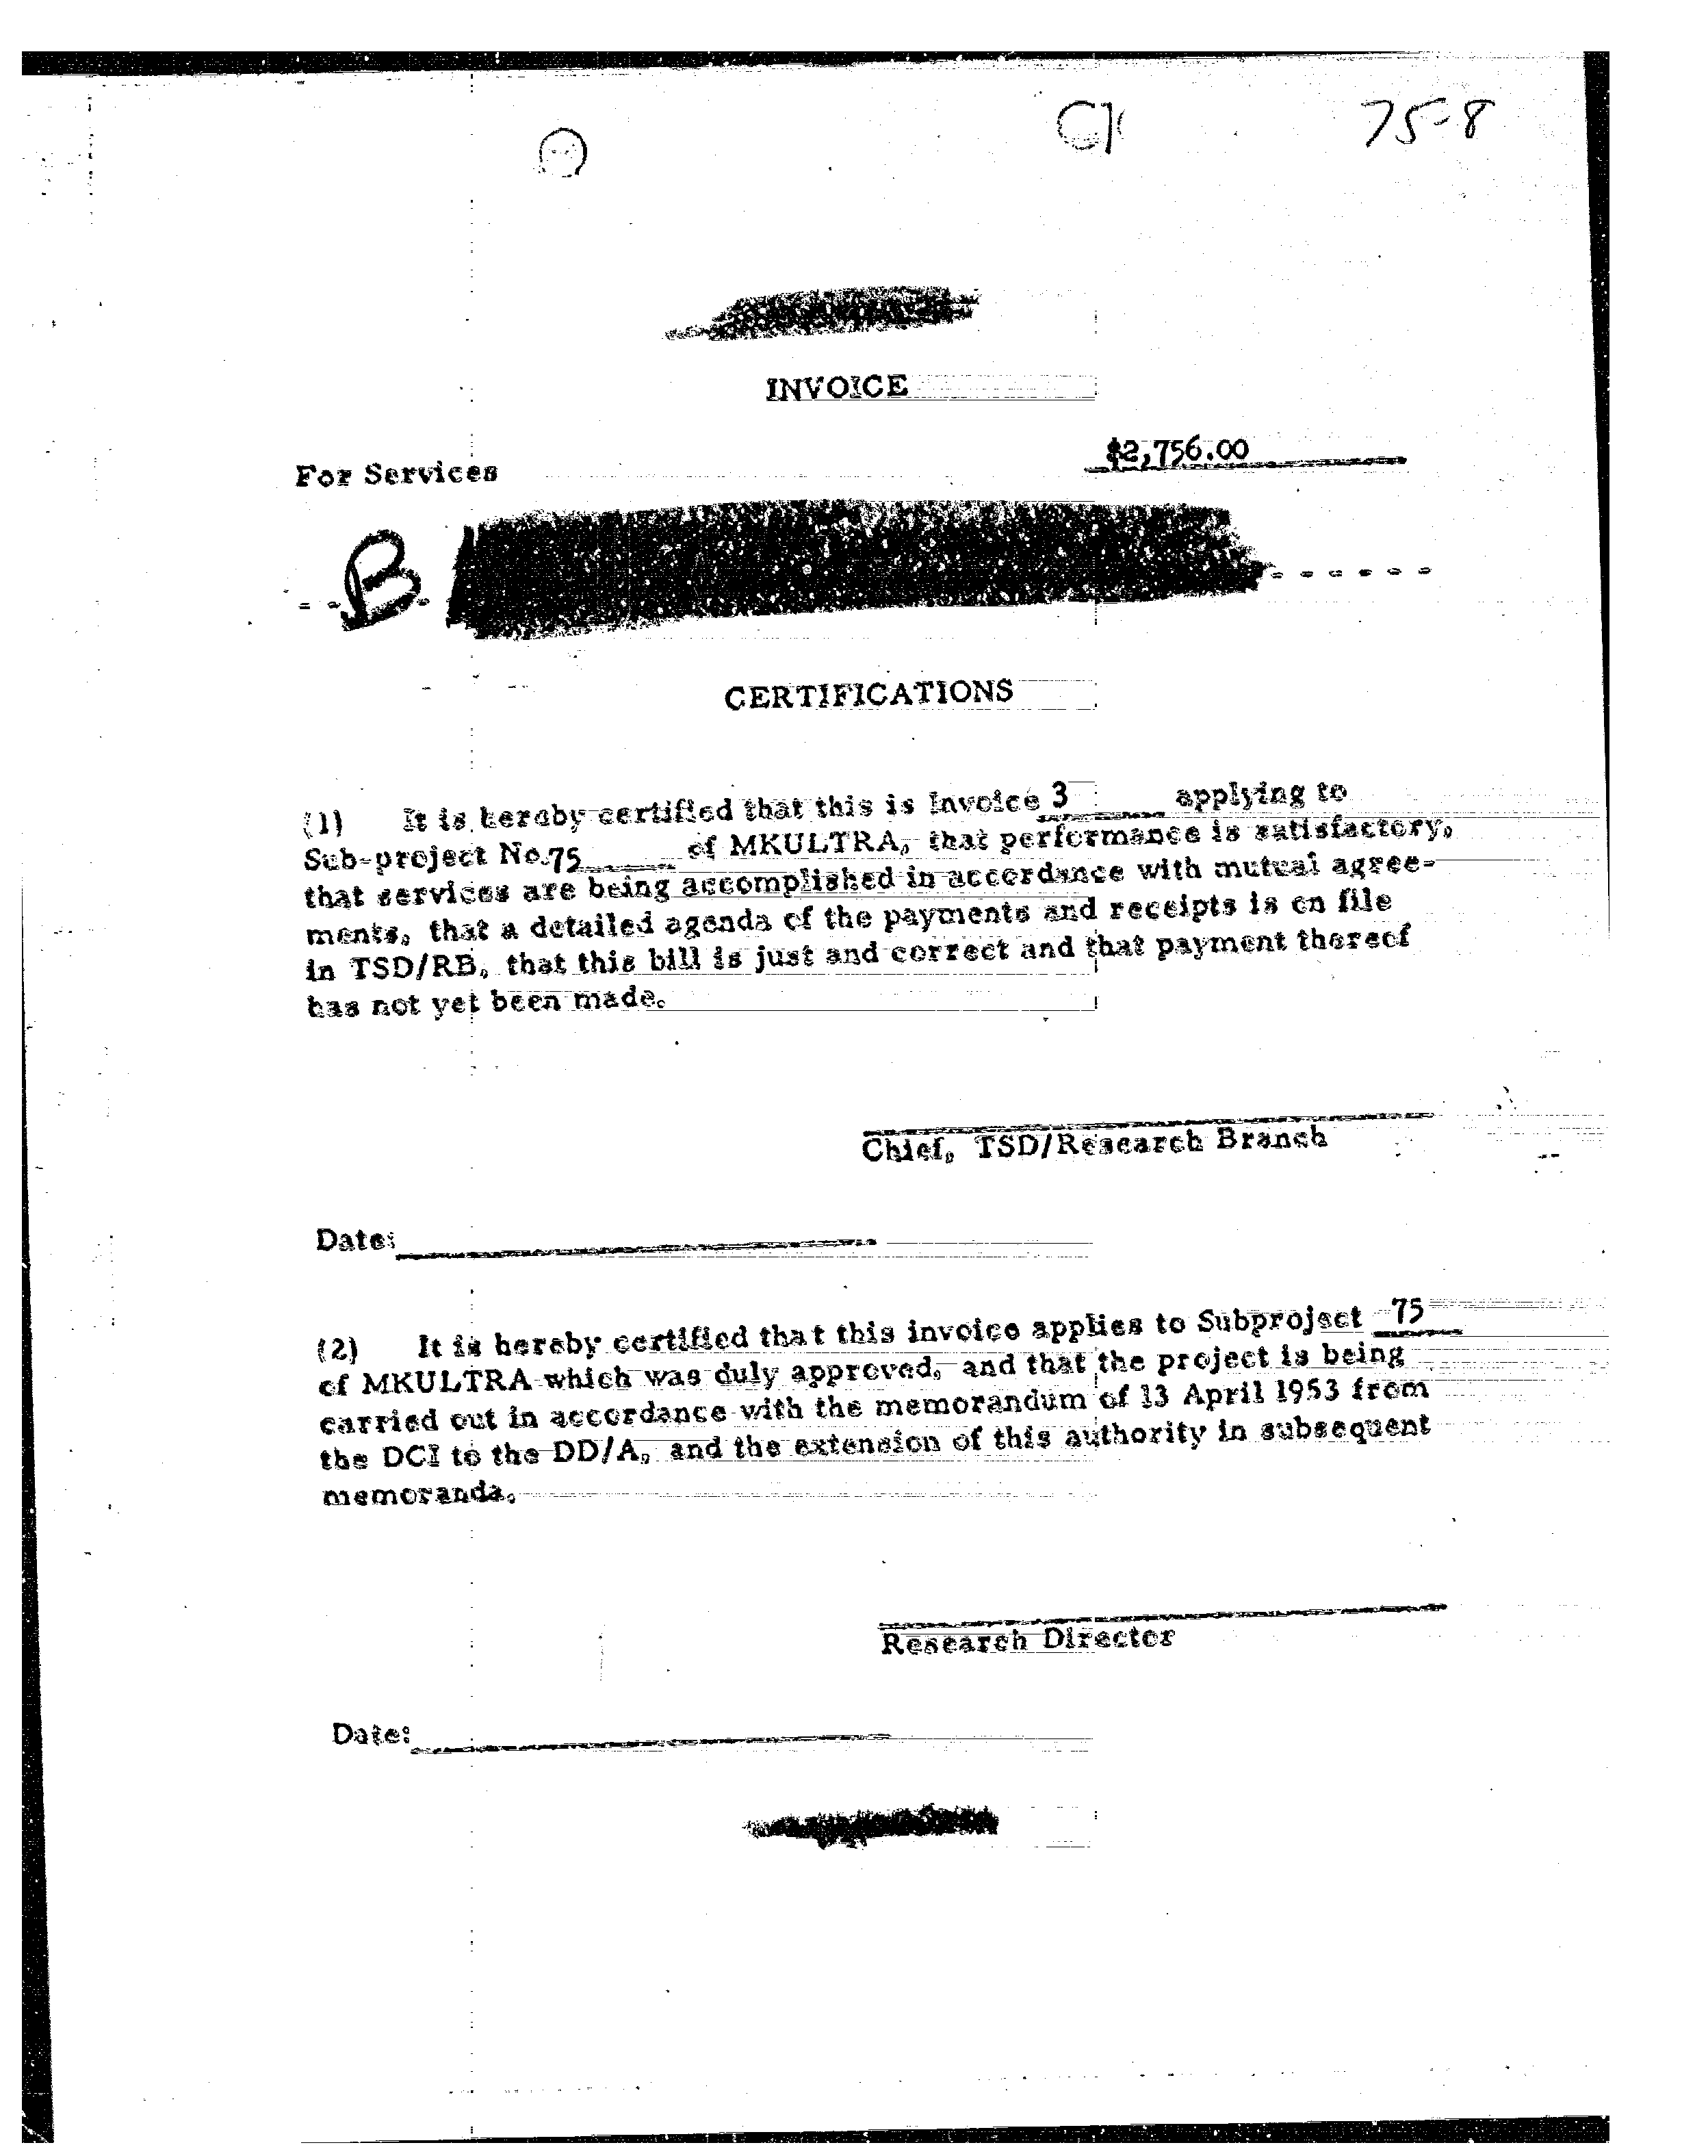 75-8
INVOICE
For Services $2,756.00
B
CERTIFICATIONS
(1) It is hereby certified that this is Invoice 3 applying to
Sub-project No.75 of MKULTRA, that performance is satisfactory,
that services are being accomplished in accordance with mutual agree-
ments, that a detailed agenda of the payments and receipts is on file
in TSD/RB, that this bill is just and correct and that payment thereof
has not yet been made.
Chief, TSD/Research Branch
Date:
(2) It is hereby certified that this invoice applies to Subproject 75
of MKULTRA which was duly approved, and that the project is being
carried out in accordance with the memorandum of 13 April 1953 from
the DCI to the DD/A, and the extension of this authority in subsequent
memoranda.
Research Director
Date: